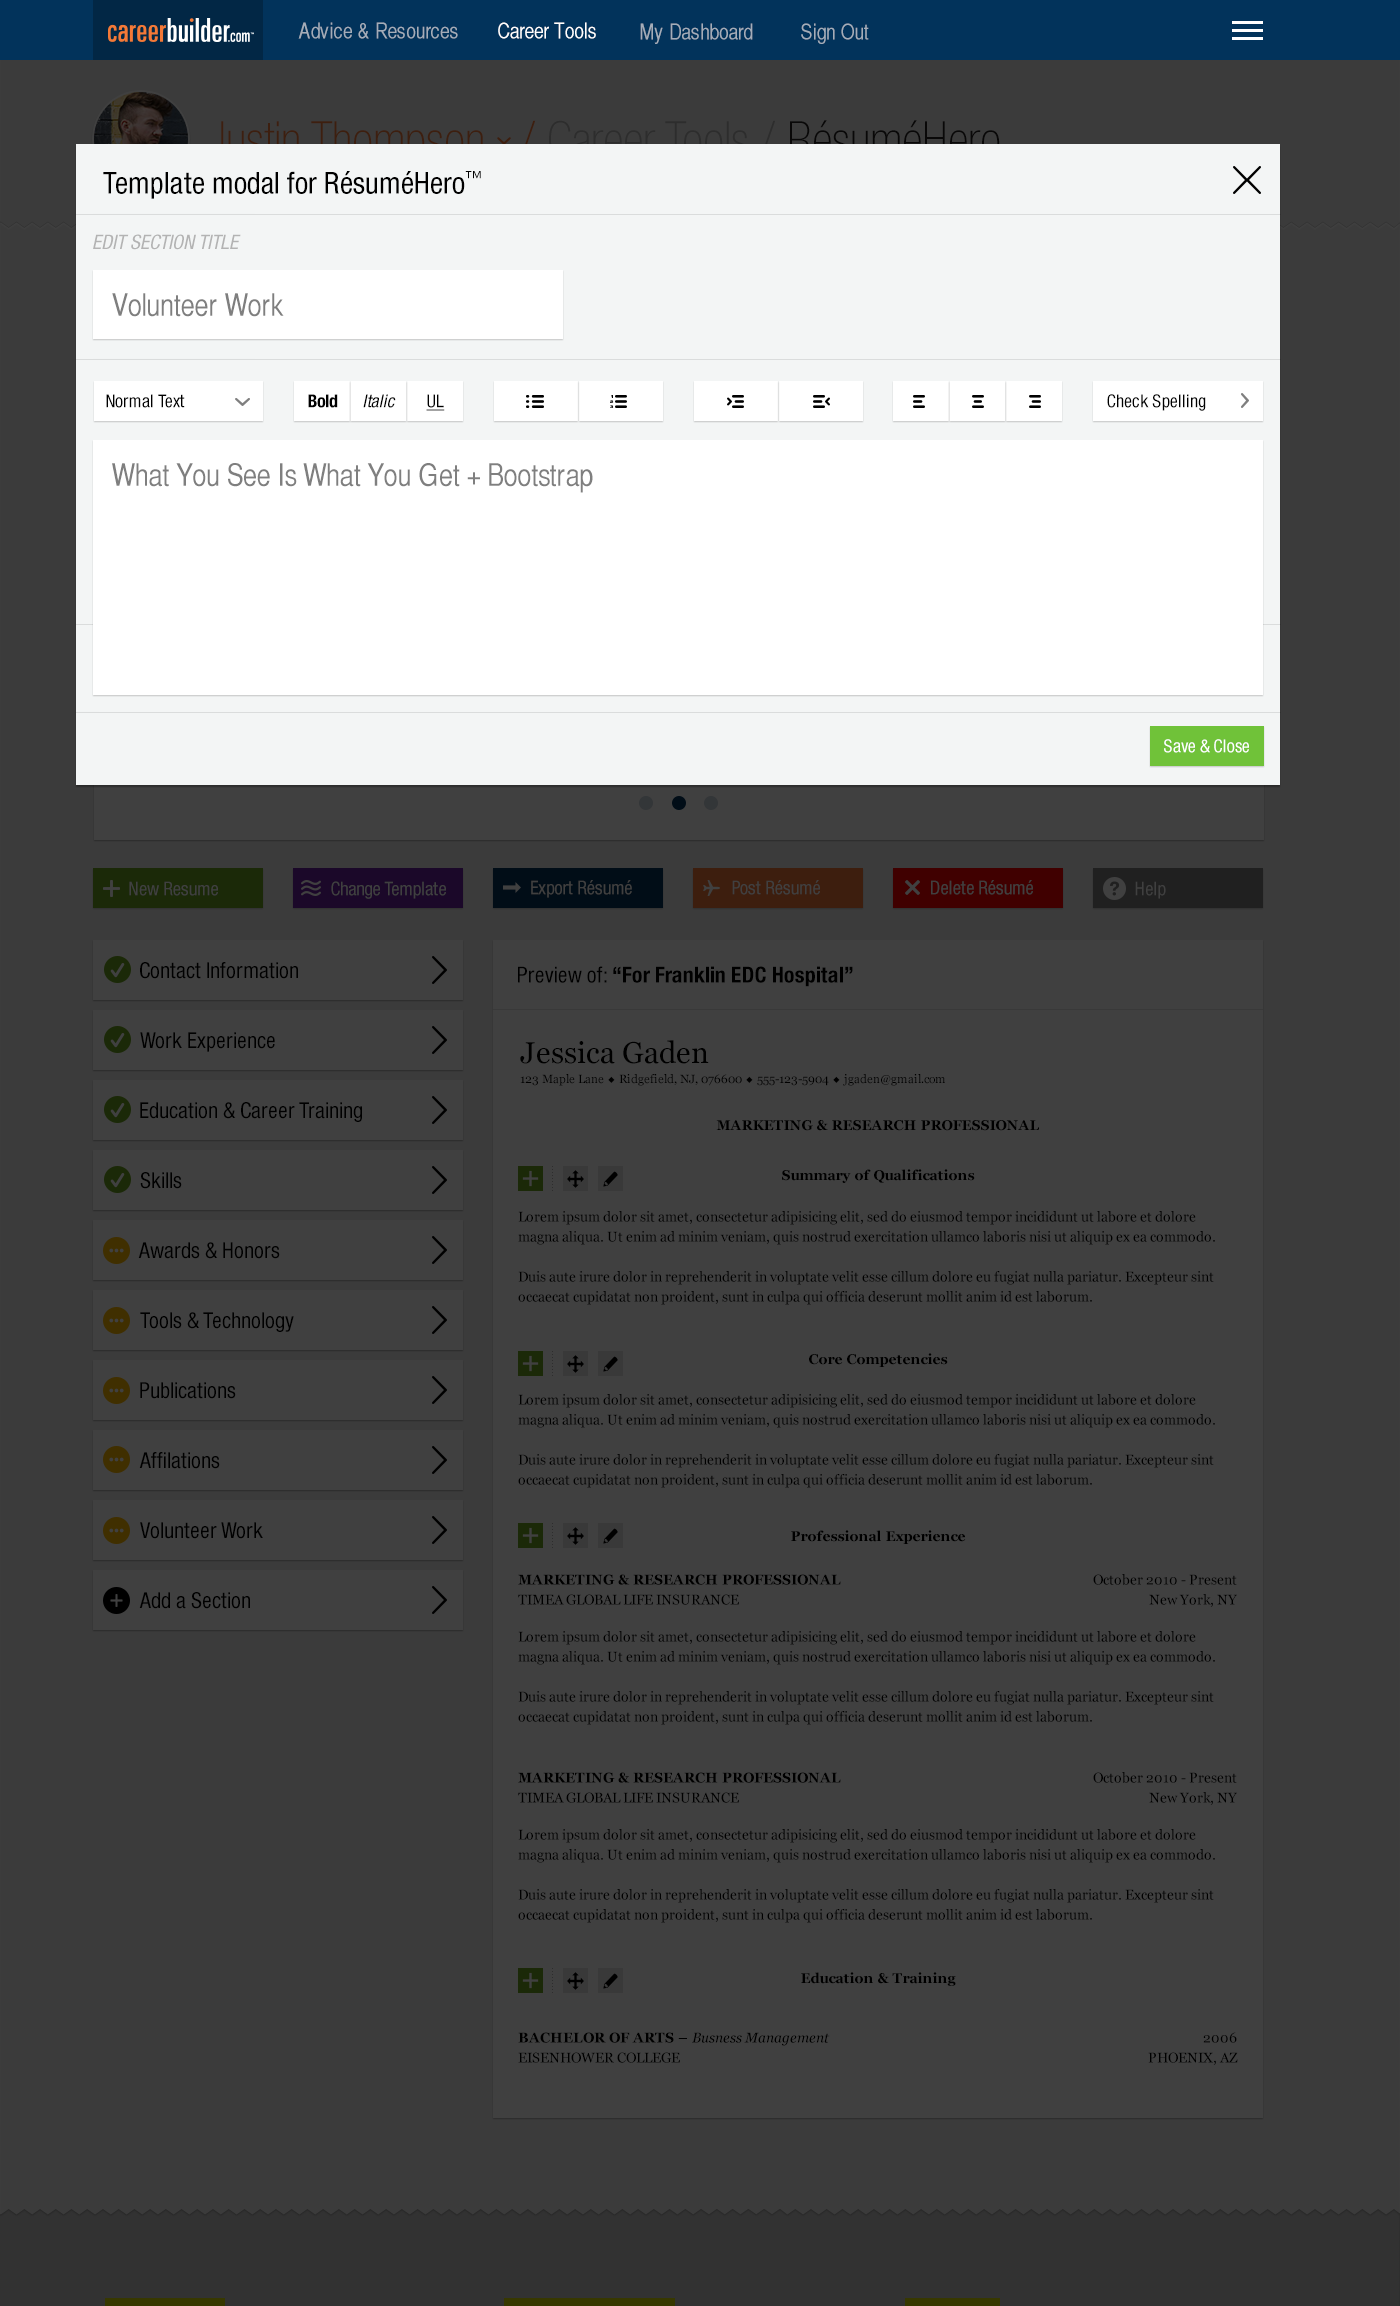 careerbuilder.com™
Advice & Resources
Career Tools
My Dashboard
Sign Out
Justin Thompson / Career Tools / RésuméHero
Template modal for RésuméHero™
EDIT SECTION TITLE
Volunteer Work
Normal Text
Bold
Italic
UL
Check Spelling
What You See Is What You Get + Bootstrap
Save & Close
New Resume
Change Template
Export Résumé
Post Résumé
Delete Résumé
Help
Contact Information
Work Experience
Education & Career Training
Skills
Awards & Honors
Tools & Technology
Publications
Affilations
Volunteer Work
Add a Section
Preview of: “For Franklin EDC Hospital”
Jessica Gaden
123 Maple Lane ◆ Ridgefield, NJ, 076600 ◆ 555-123-5904 ◆ jgaden@gmail.com
MARKETING & RESEARCH PROFESSIONAL
Summary of Qualifications
Lorem ipsum dolor sit amet, consectetur adipisicing elit, sed do eiusmod tempor incididunt ut labore et dolore
magna aliqua. Ut enim ad minim veniam, quis nostrud exercitation ullamco laboris nisi ut aliquip ex ea commodo.
Duis aute irure dolor in reprehenderit in voluptate velit esse cillum dolore eu fugiat nulla pariatur. Excepteur sint
occaecat cupidatat non proident, sunt in culpa qui officia deserunt mollit anim id est laborum.
Core Competencies
Lorem ipsum dolor sit amet, consectetur adipisicing elit, sed do eiusmod tempor incididunt ut labore et dolore
magna aliqua. Ut enim ad minim veniam, quis nostrud exercitation ullamco laboris nisi ut aliquip ex ea commodo.
Duis aute irure dolor in reprehenderit in voluptate velit esse cillum dolore eu fugiat nulla pariatur. Excepteur sint
occaecat cupidatat non proident, sunt in culpa qui officia deserunt mollit anim id est laborum.
Professional Experience
MARKETING & RESEARCH PROFESSIONAL October 2010 - Present
TIMEA GLOBAL LIFE INSURANCE New York, NY
Lorem ipsum dolor sit amet, consectetur adipisicing elit, sed do eiusmod tempor incididunt ut labore et dolore
magna aliqua. Ut enim ad minim veniam, quis nostrud exercitation ullamco laboris nisi ut aliquip ex ea commodo.
Duis aute irure dolor in reprehenderit in voluptate velit esse cillum dolore eu fugiat nulla pariatur. Excepteur sint
occaecat cupidatat non proident, sunt in culpa qui officia deserunt mollit anim id est laborum.
MARKETING & RESEARCH PROFESSIONAL October 2010 - Present
TIMEA GLOBAL LIFE INSURANCE New York, NY
Lorem ipsum dolor sit amet, consectetur adipisicing elit, sed do eiusmod tempor incididunt ut labore et dolore
magna aliqua. Ut enim ad minim veniam, quis nostrud exercitation ullamco laboris nisi ut aliquip ex ea commodo.
Duis aute irure dolor in reprehenderit in voluptate velit esse cillum dolore eu fugiat nulla pariatur. Excepteur sint
occaecat cupidatat non proident, sunt in culpa qui officia deserunt mollit anim id est laborum.
Education & Training
BACHELOR OF ARTS – Busness Management 2006
EISENHOWER COLLEGE PHOENIX, AZ